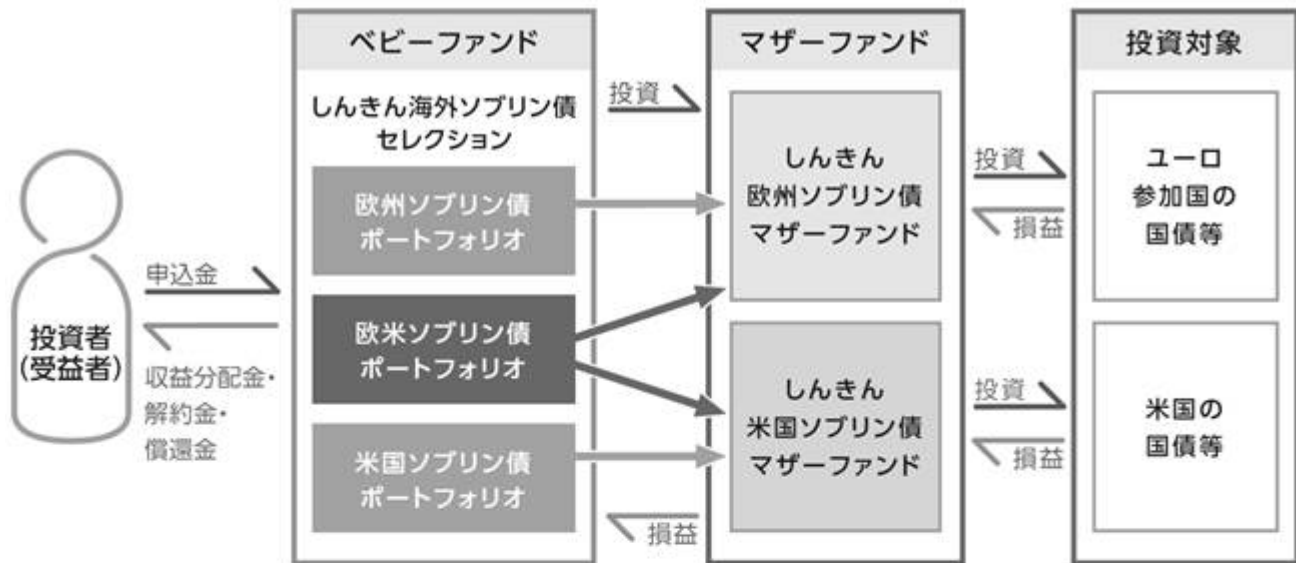 投資者
(受益者)
申込金
収益分配金・
解約金・
償還金
ベビーファンド
しんきん海外ソブリン債
セレクション
欧州ソブリン債
ポートフォリオ
欧米ソブリン債
ポートフォリオ
米国ソブリン債
ポートフォリオ
投資
損益
マザーファンド
しんきん
欧州ソブリン債
マザーファンド
しんきん
米国ソブリン債
マザーファンド
投資
損益
投資
損益
投資対象
ユーロ
参加国の
国債等
米国の
国債等